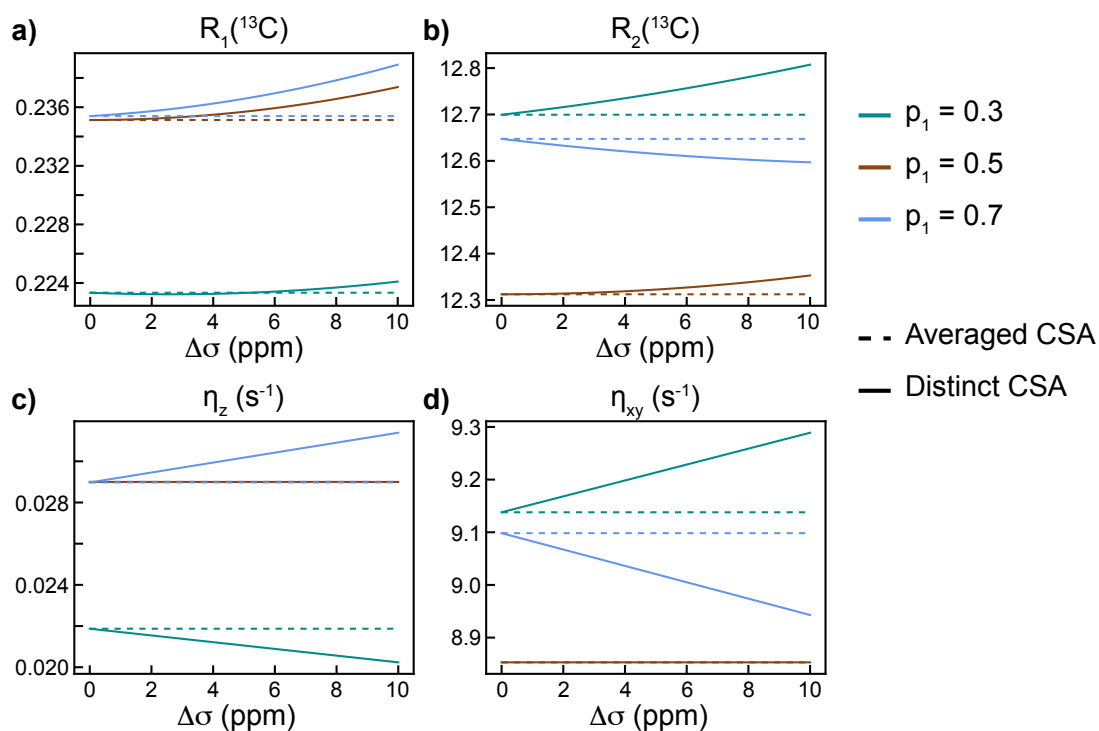 a)
R₁(¹³C)
0.236
0.232
0.228
0.224
0 2 4 6 8 10
Δσ (ppm)
b)
R₂(¹³C)
12.8
12.7
12.6
12.5
12.4
12.3
0 2 4 6 8 10
Δσ (ppm)
p₁ = 0.3
p₁ = 0.5
p₁ = 0.7
Averaged CSA
Distinct CSA
c)
η_z (s⁻¹)
0.028
0.024
0.020
0 2 4 6 8 10
Δσ (ppm)
d)
η_xy (s⁻¹)
9.3
9.2
9.1
9.0
8.9
0 2 4 6 8 10
Δσ (ppm)